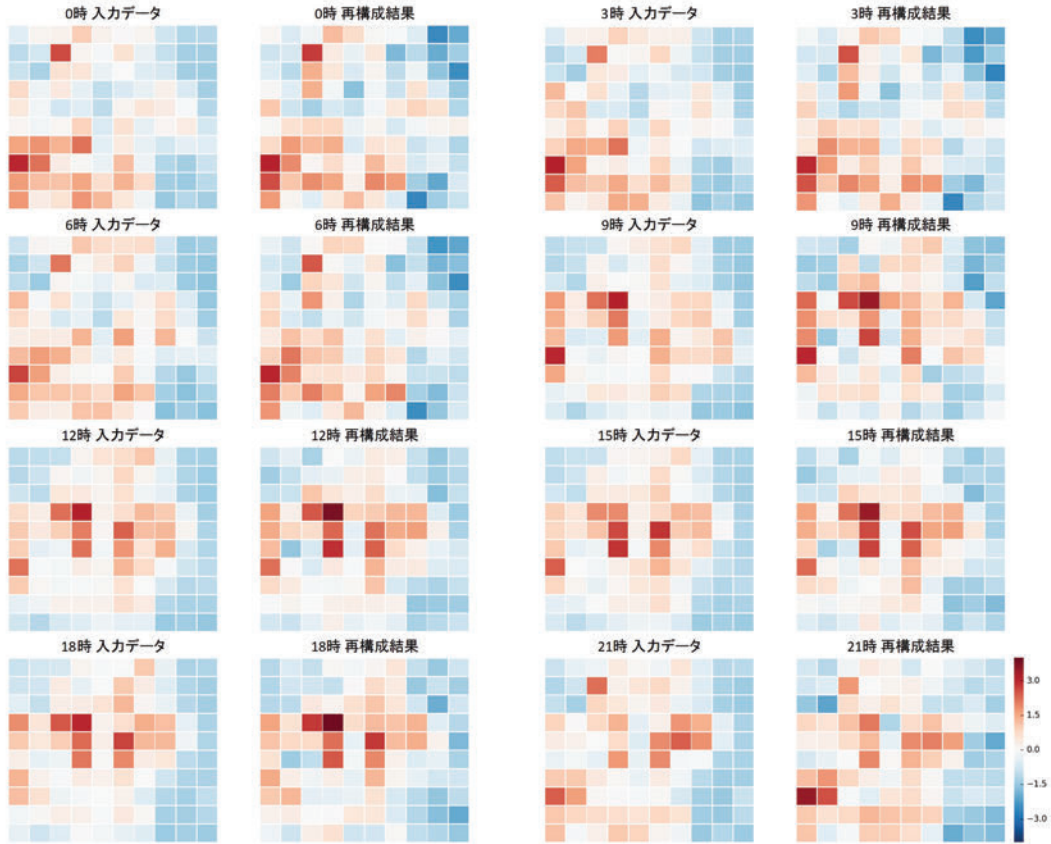 0時 入力データ
0時 再構成結果
3時 入力データ
3時 再構成結果
6時 入力データ
6時 再構成結果
9時 入力データ
9時 再構成結果
12時 入力データ
12時 再構成結果
15時 入力データ
15時 再構成結果
18時 入力データ
18時 再構成結果
21時 入力データ
21時 再構成結果
3.0
1.5
0.0
−1.5
−3.0